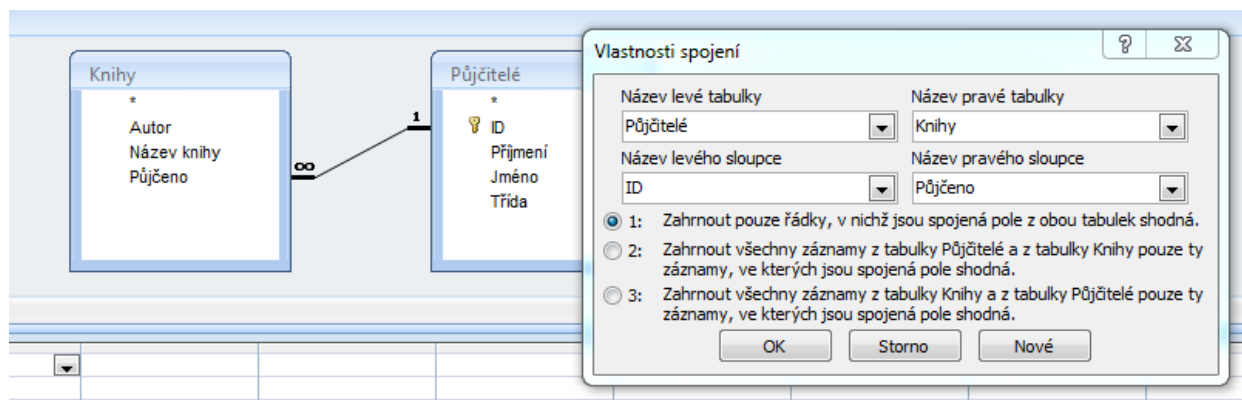 Knihy
*
Autor
Název knihy
Půjčeno
∞
1
Půjčitelé
*
ID
Příjmení
Jméno
Třída
Vlastnosti spojení
Název levé tabulky
Název pravé tabulky
Půjčitelé
Knihy
Název levého sloupce
Název pravého sloupce
ID
Půjčeno
1: Zahrnout pouze řádky, v nichž jsou spojená pole z obou tabulek shodná.
2: Zahrnout všechny záznamy z tabulky Půjčitelé a z tabulky Knihy pouze ty
záznamy, ve kterých jsou spojená pole shodná.
3: Zahrnout všechny záznamy z tabulky Knihy a z tabulky Půjčitelé pouze ty
záznamy, ve kterých jsou spojená pole shodná.
OK
Storno
Nové